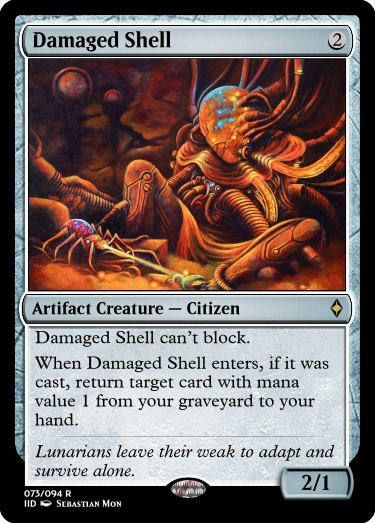 Damaged Shell 2
Artifact Creature — Citizen
Damaged Shell can't block.
When Damaged Shell enters, if it was
cast, return target card with mana
value 1 from your graveyard to your
hand.
Lunarians leave their weak to adapt and
survive alone.
2/1
073/094 R
IID Sebastian Mon